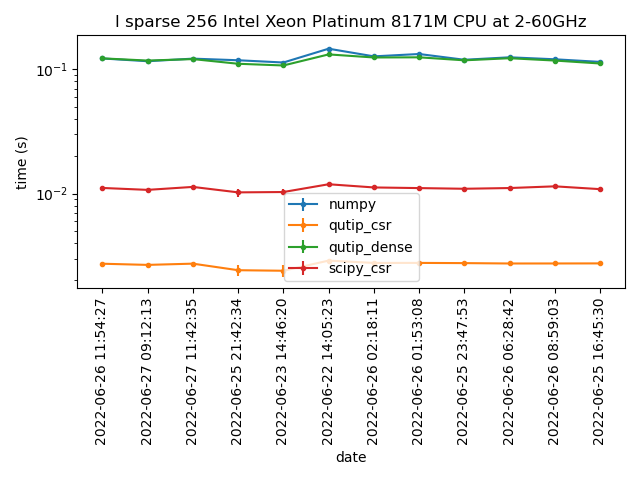 l sparse 256 Intel Xeon Platinum 8171M CPU at 2-60GHz
time (s)
10⁻¹
10⁻²
numpy
qutip_csr
qutip_dense
scipy_csr
2022-06-26 11:54:27
2022-06-27 09:12:13
2022-06-27 11:42:35
2022-06-25 21:42:34
2022-06-23 14:46:20
2022-06-22 14:05:23
2022-06-26 02:18:11
2022-06-26 01:53:08
2022-06-25 23:47:53
2022-06-26 06:28:42
2022-06-26 08:59:03
2022-06-25 16:45:30
date